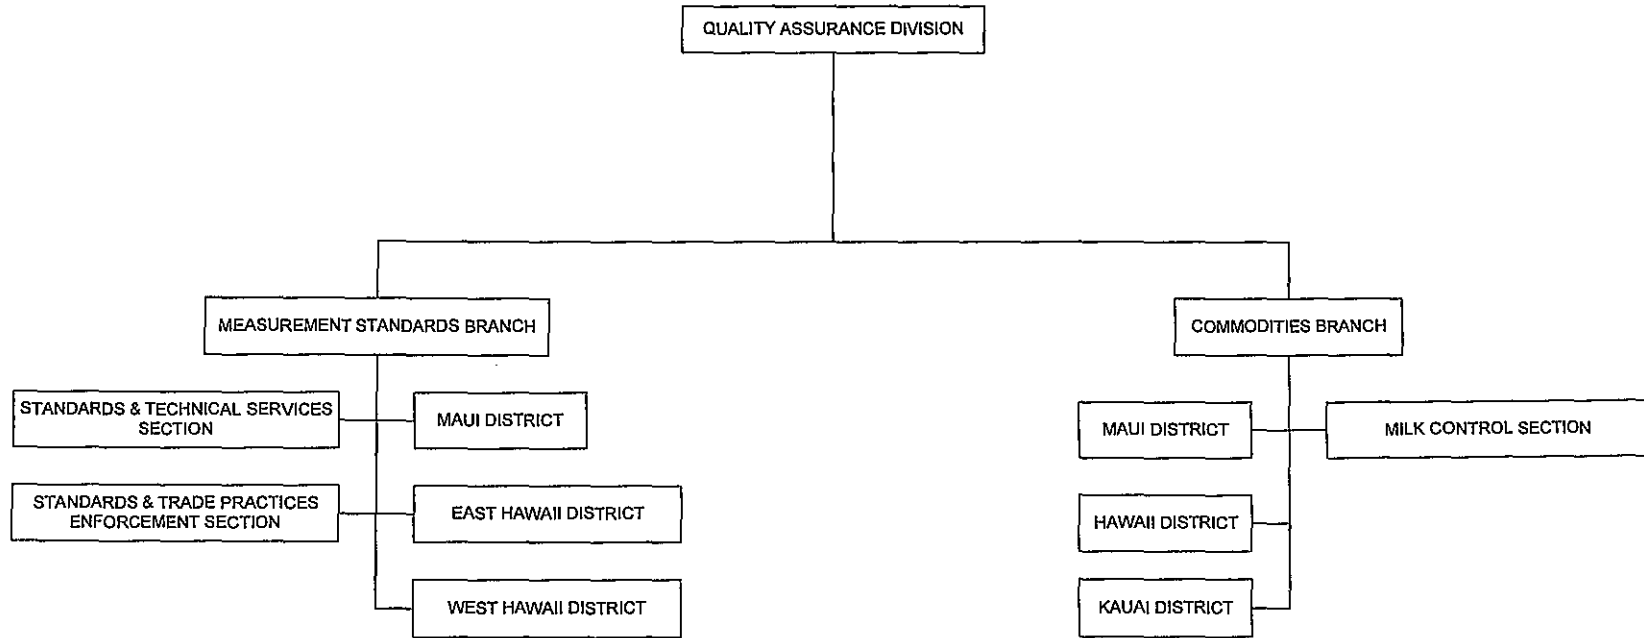 QUALITY ASSURANCE DIVISION
MEASUREMENT STANDARDS BRANCH
COMMODITIES BRANCH
STANDARDS & TECHNICAL SERVICES
SECTION
MAUI DISTRICT
MAUI DISTRICT
MILK CONTROL SECTION
STANDARDS & TRADE PRACTICES
ENFORCEMENT SECTION
EAST HAWAII DISTRICT
HAWAII DISTRICT
WEST HAWAII DISTRICT
KAUAI DISTRICT